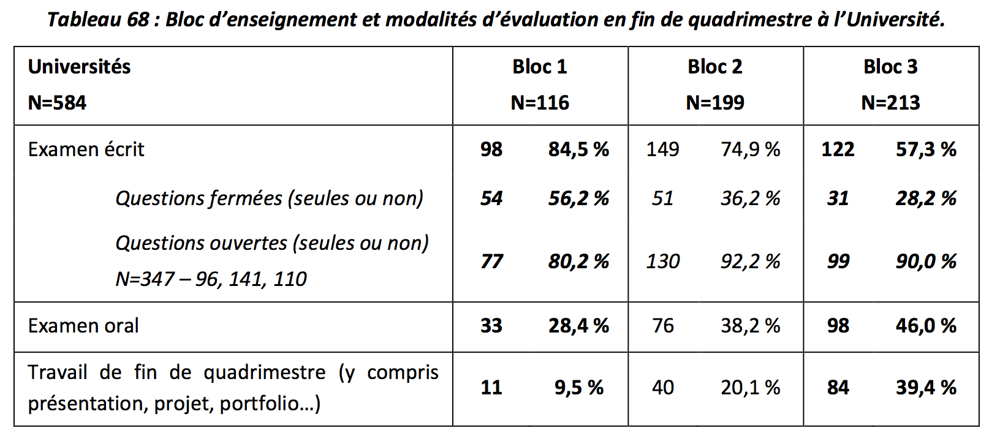 Tableau 68 : Bloc d’enseignement et modalités d’évaluation en fin de quadrimestre à l’Université.
Universités Bloc 1 Bloc 2 Bloc 3
N=584 N=116 N=199 N=213
Examen écrit 98 84,5 % 149 74,9 % 122 57,3 %
Questions fermées (seules ou non) 54 56,2 % 51 36,2 % 31 28,2 %
Questions ouvertes (seules ou non)
77 80,2 % 130 92,2 % 99 90,0 %
N=347 – 96, 141, 110
Examen oral 33 28,4 % 76 38,2 % 98 46,0 %
Travail de fin de quadrimestre (y compris
11 9,5 % 40 20,1 % 84 39,4 %
présentation, projet, portfolio…)